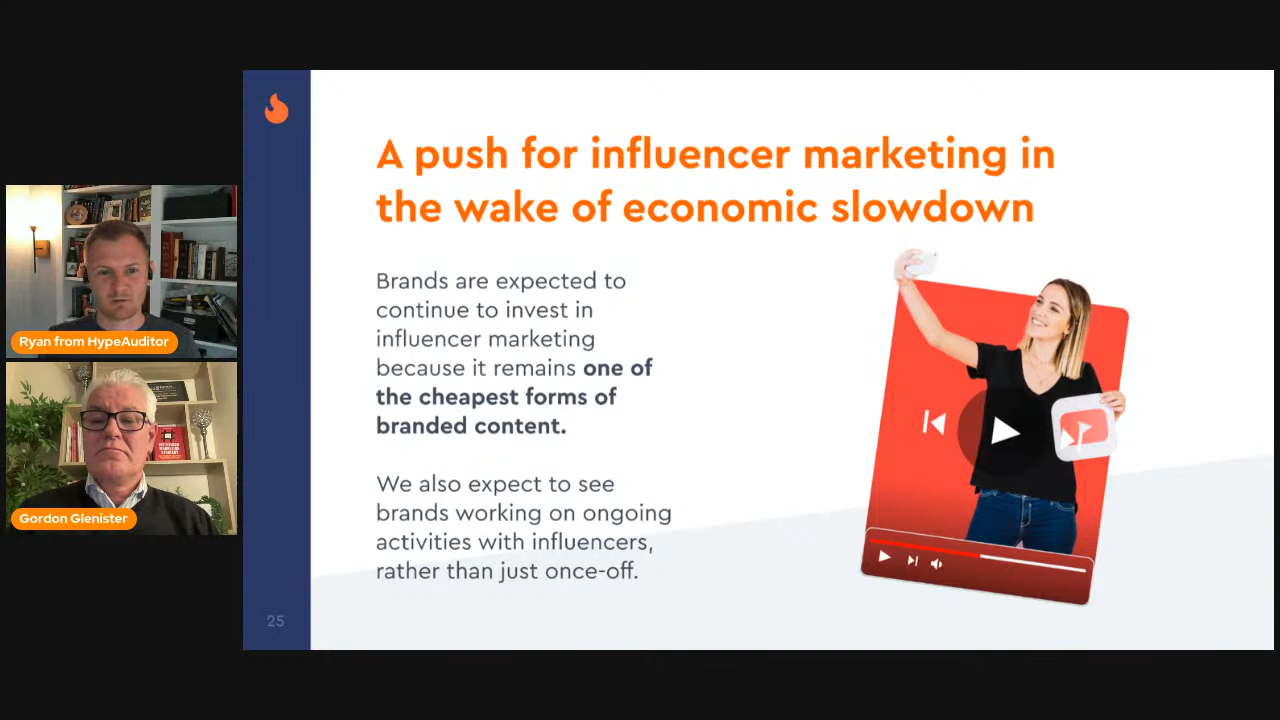 A push for influencer marketing in
the wake of economic slowdown
Brands are expected to
continue to invest in
influencer marketing
because it remains one of
the cheapest forms of
branded content.
We also expect to see
brands working on ongoing
activities with influencers,
rather than just once-off.
25
Ryan from HypeAuditor
Gordon Glenister